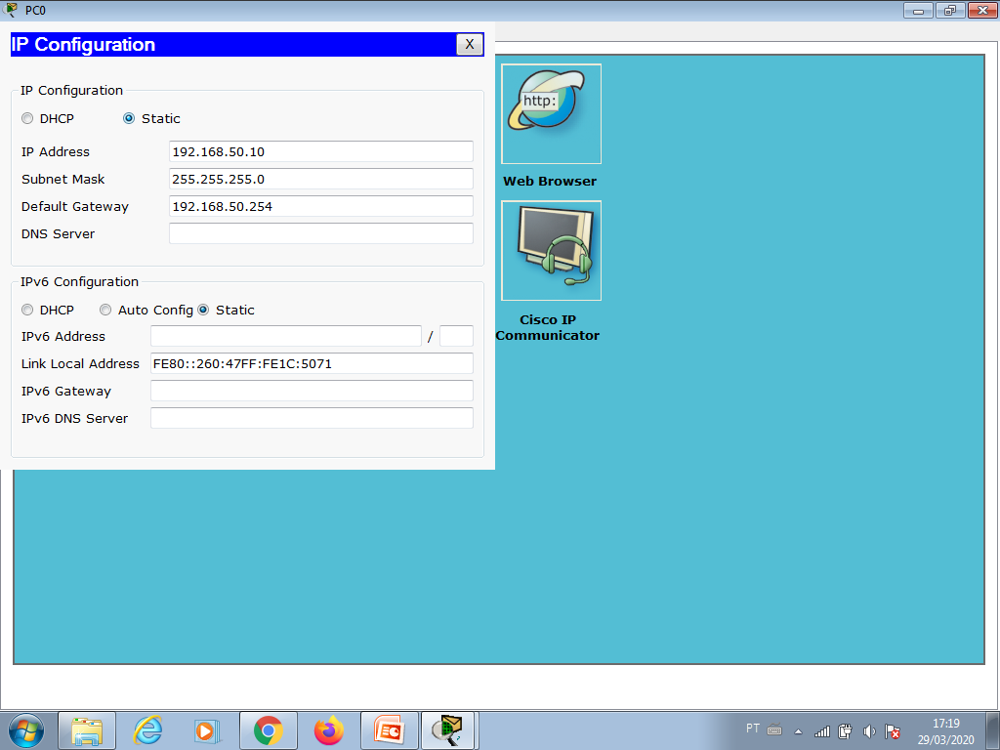 PC0
IP Configuration X
IP Configuration
DHCP Static
IP Address 192.168.50.10
Subnet Mask 255.255.255.0
Default Gateway 192.168.50.254
DNS Server
IPv6 Configuration
DHCP Auto Config Static
IPv6 Address /
Link Local Address FE80::260:47FF:FE1C:5071
IPv6 Gateway
IPv6 DNS Server
http:
Web Browser
Cisco IP
Communicator
PT
17:19
29/03/2020